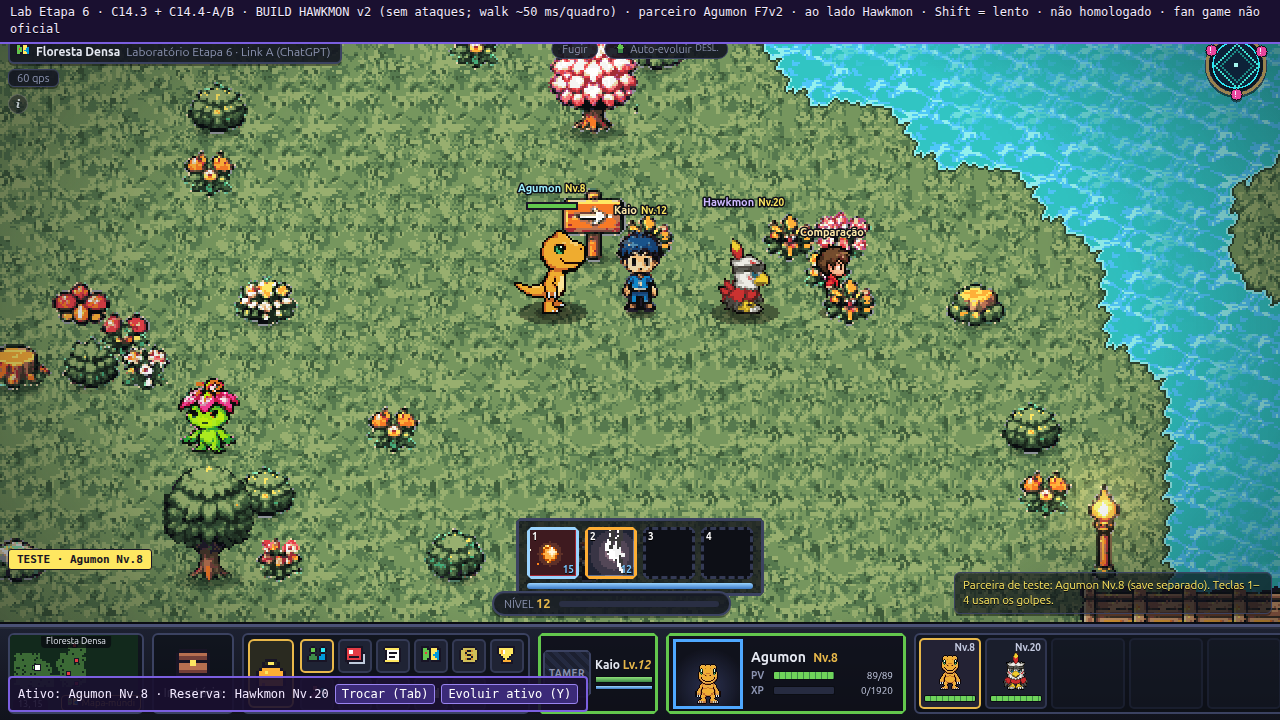 Lab Etapa 6 · C14.3 + C14.4-A/B · BUILD HAWKMON v2 (sem ataques; walk ~50 ms/quadro) · parceiro Agumon F7v2 · ao lado Hawkmon · Shift = lento · não homologado · fan game não
oficial
Floresta Densa Laboratório Etapa 6 · Link A (ChatGPT)
Fugir
Auto-evoluir DESL.
60 qps
i
Agumon Nv.8
Kaio Nv.12
Hawkmon Nv.20
Comparação
TESTE · Agumon Nv.8
1
15
2
12
3
4
NÍVEL 12
Parceira de teste: Agumon Nv.8 (save separado). Teclas 1–
4 usam os golpes.
Floresta Densa
TAMER
Kaio Lv.12
Agumon Nv.8
PV 89/89
XP 0/1920
Nv.8
Nv.20
Ativo: Agumon Nv.8 · Reserva: Hawkmon Nv.20 Trocar (Tab) Evoluir ativo (Y)